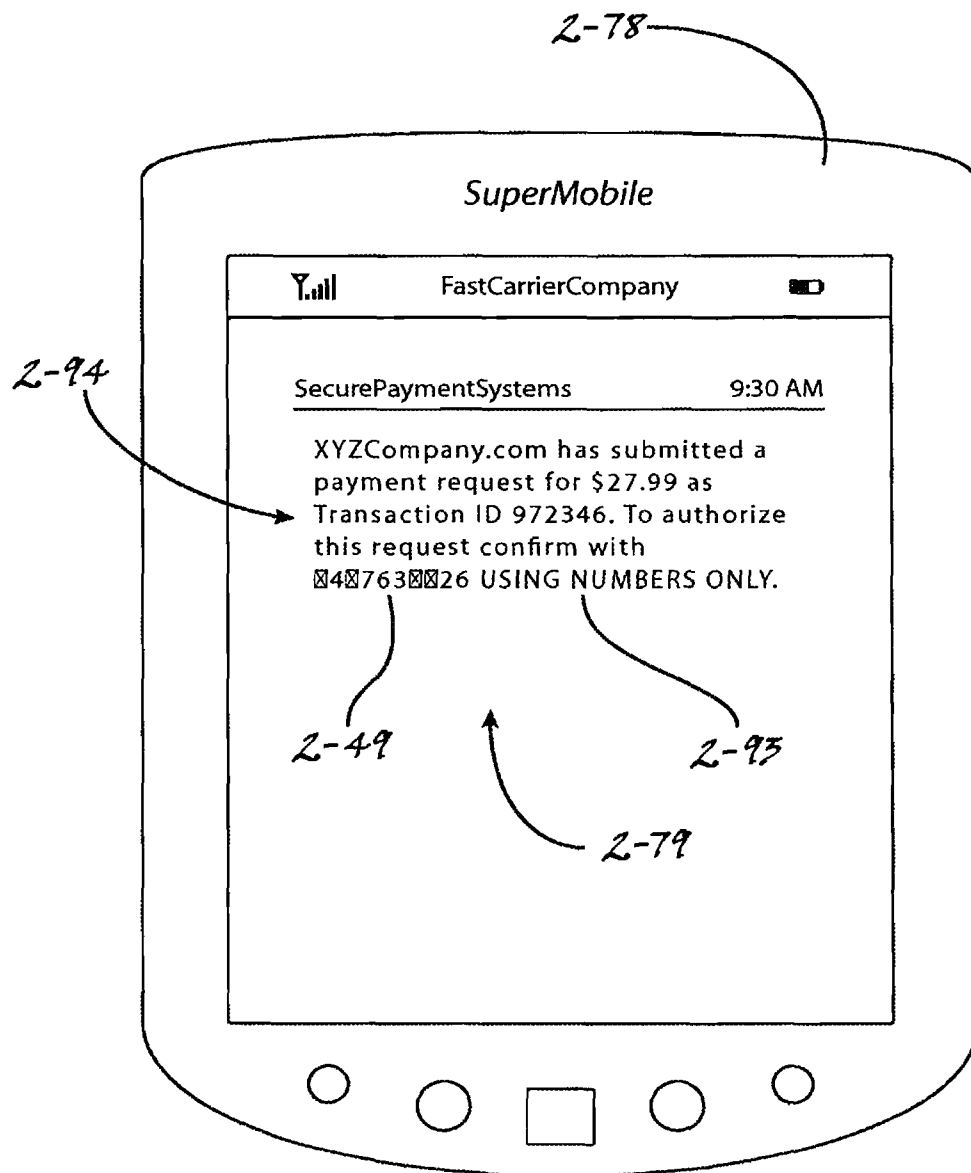 2-78
SuperMobile
FastCarrierCompany
2-94
SecurePaymentSystems 9:30 AM
XYZCompany.com has submitted a
payment request for $27.99 as
Transaction ID 972346. To authorize
this request confirm with
☒4☒763☒☒26 USING NUMBERS ONLY.
2-49
2-93
2-79